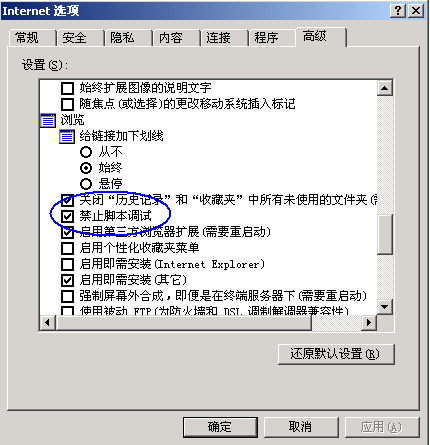 Internet 选项
常规 安全 隐私 内容 连接 程序 高级
设置(S):
始终扩展图像的说明文字
随焦点(或选择)的更改移动系统插入标记
浏览
给链接加下划线
从不
始终
悬停
关闭“历史记录”和“收藏夹”中所有未使用的文件夹(需
禁止脚本调试
启用第三方浏览器扩展(需要重启动)
启用个性化收藏夹菜单
启用即需安装(Internet Explorer)
启用即需安装(其它)
强制屏幕外合成，即便是在终端服务器下(需要重启动)
使用被动 FTP(为防火墙和 DSL 调制解调器兼容性)
还原默认设置(R)
确定 取消 应用(A)